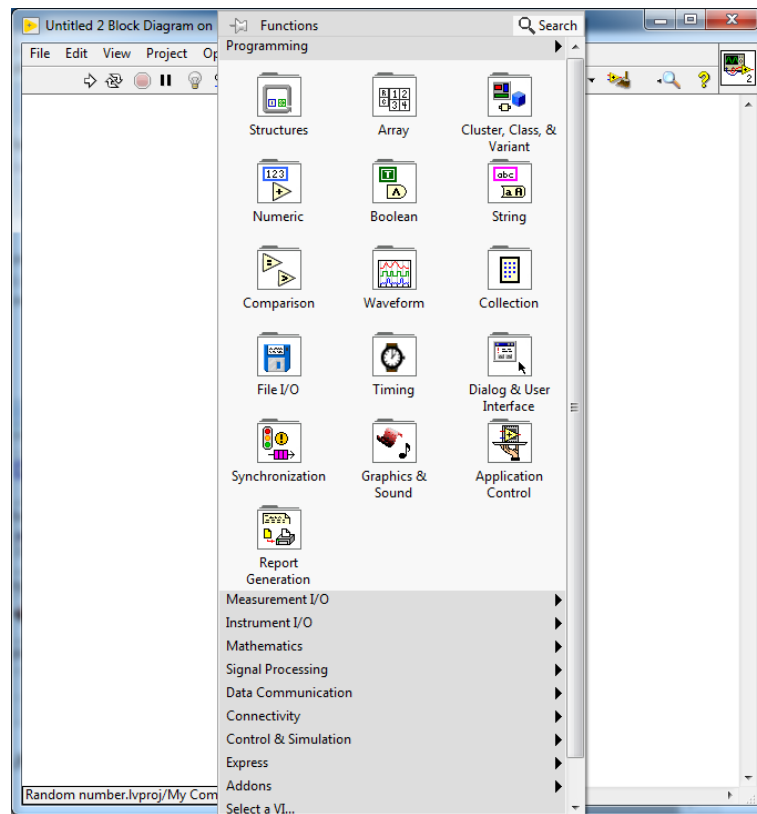 Untitled 2 Block Diagram on
Functions
Search
File Edit View Project Op
Programming
Structures
Array
Cluster, Class, &
Variant
Numeric
Boolean
String
Comparison
Waveform
Collection
File I/O
Timing
Dialog & User
Interface
Synchronization
Graphics &
Sound
Application
Control
Report
Generation
Measurement I/O
Instrument I/O
Mathematics
Signal Processing
Data Communication
Connectivity
Control & Simulation
Express
Addons
Select a VI...
Random number.lvproj/My Com